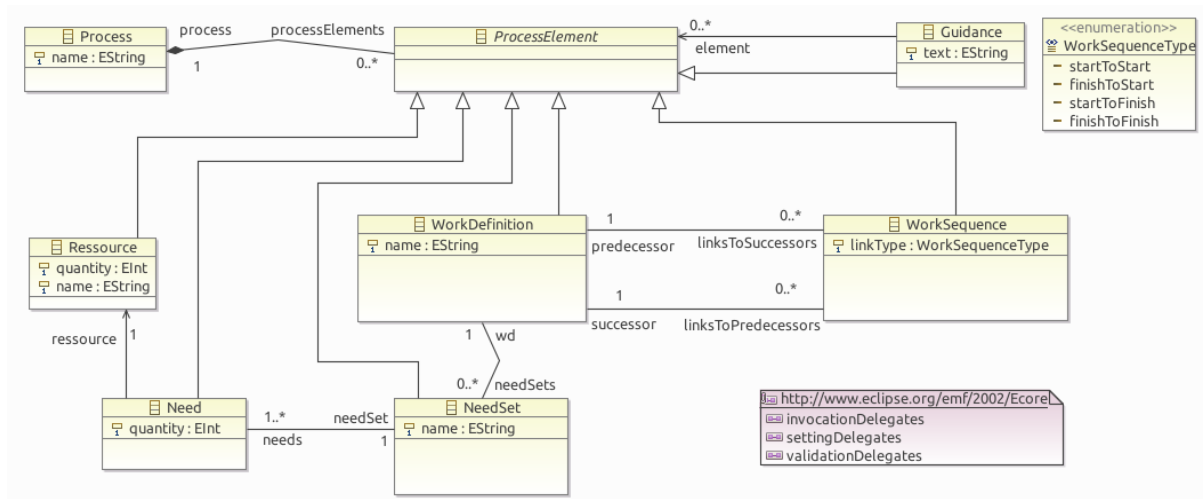 Process
name : EString
process
processElements
1
0..*
ProcessElement
0..*
element
Guidance
text : EString
<<enumeration>>
WorkSequenceType
startToStart
finishToStart
startToFinish
finishToFinish
Ressource
quantity : EInt
name : EString
WorkDefinition
name : EString
1
predecessor
0..*
linksToSuccessors
WorkSequence
linkType : WorkSequenceType
1
successor
0..*
linksToPredecessors
ressource
1
1
wd
0..*
needSets
Need
quantity : EInt
1..*
needs
needSet
1
NeedSet
name : EString
http://www.eclipse.org/emf/2002/Ecore
invocationDelegates
settingDelegates
validationDelegates